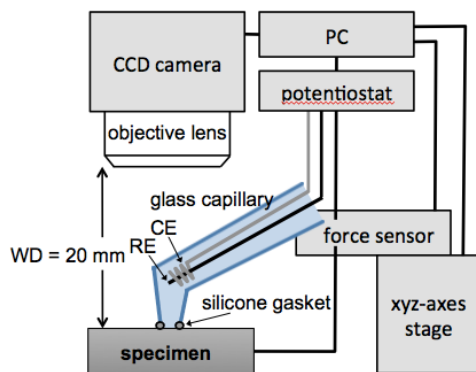 CCD camera
PC
potentiostat
objective lens
glass capillary
CE
RE
WD = 20 mm
force sensor
silicone gasket
xyz-axes
stage
specimen